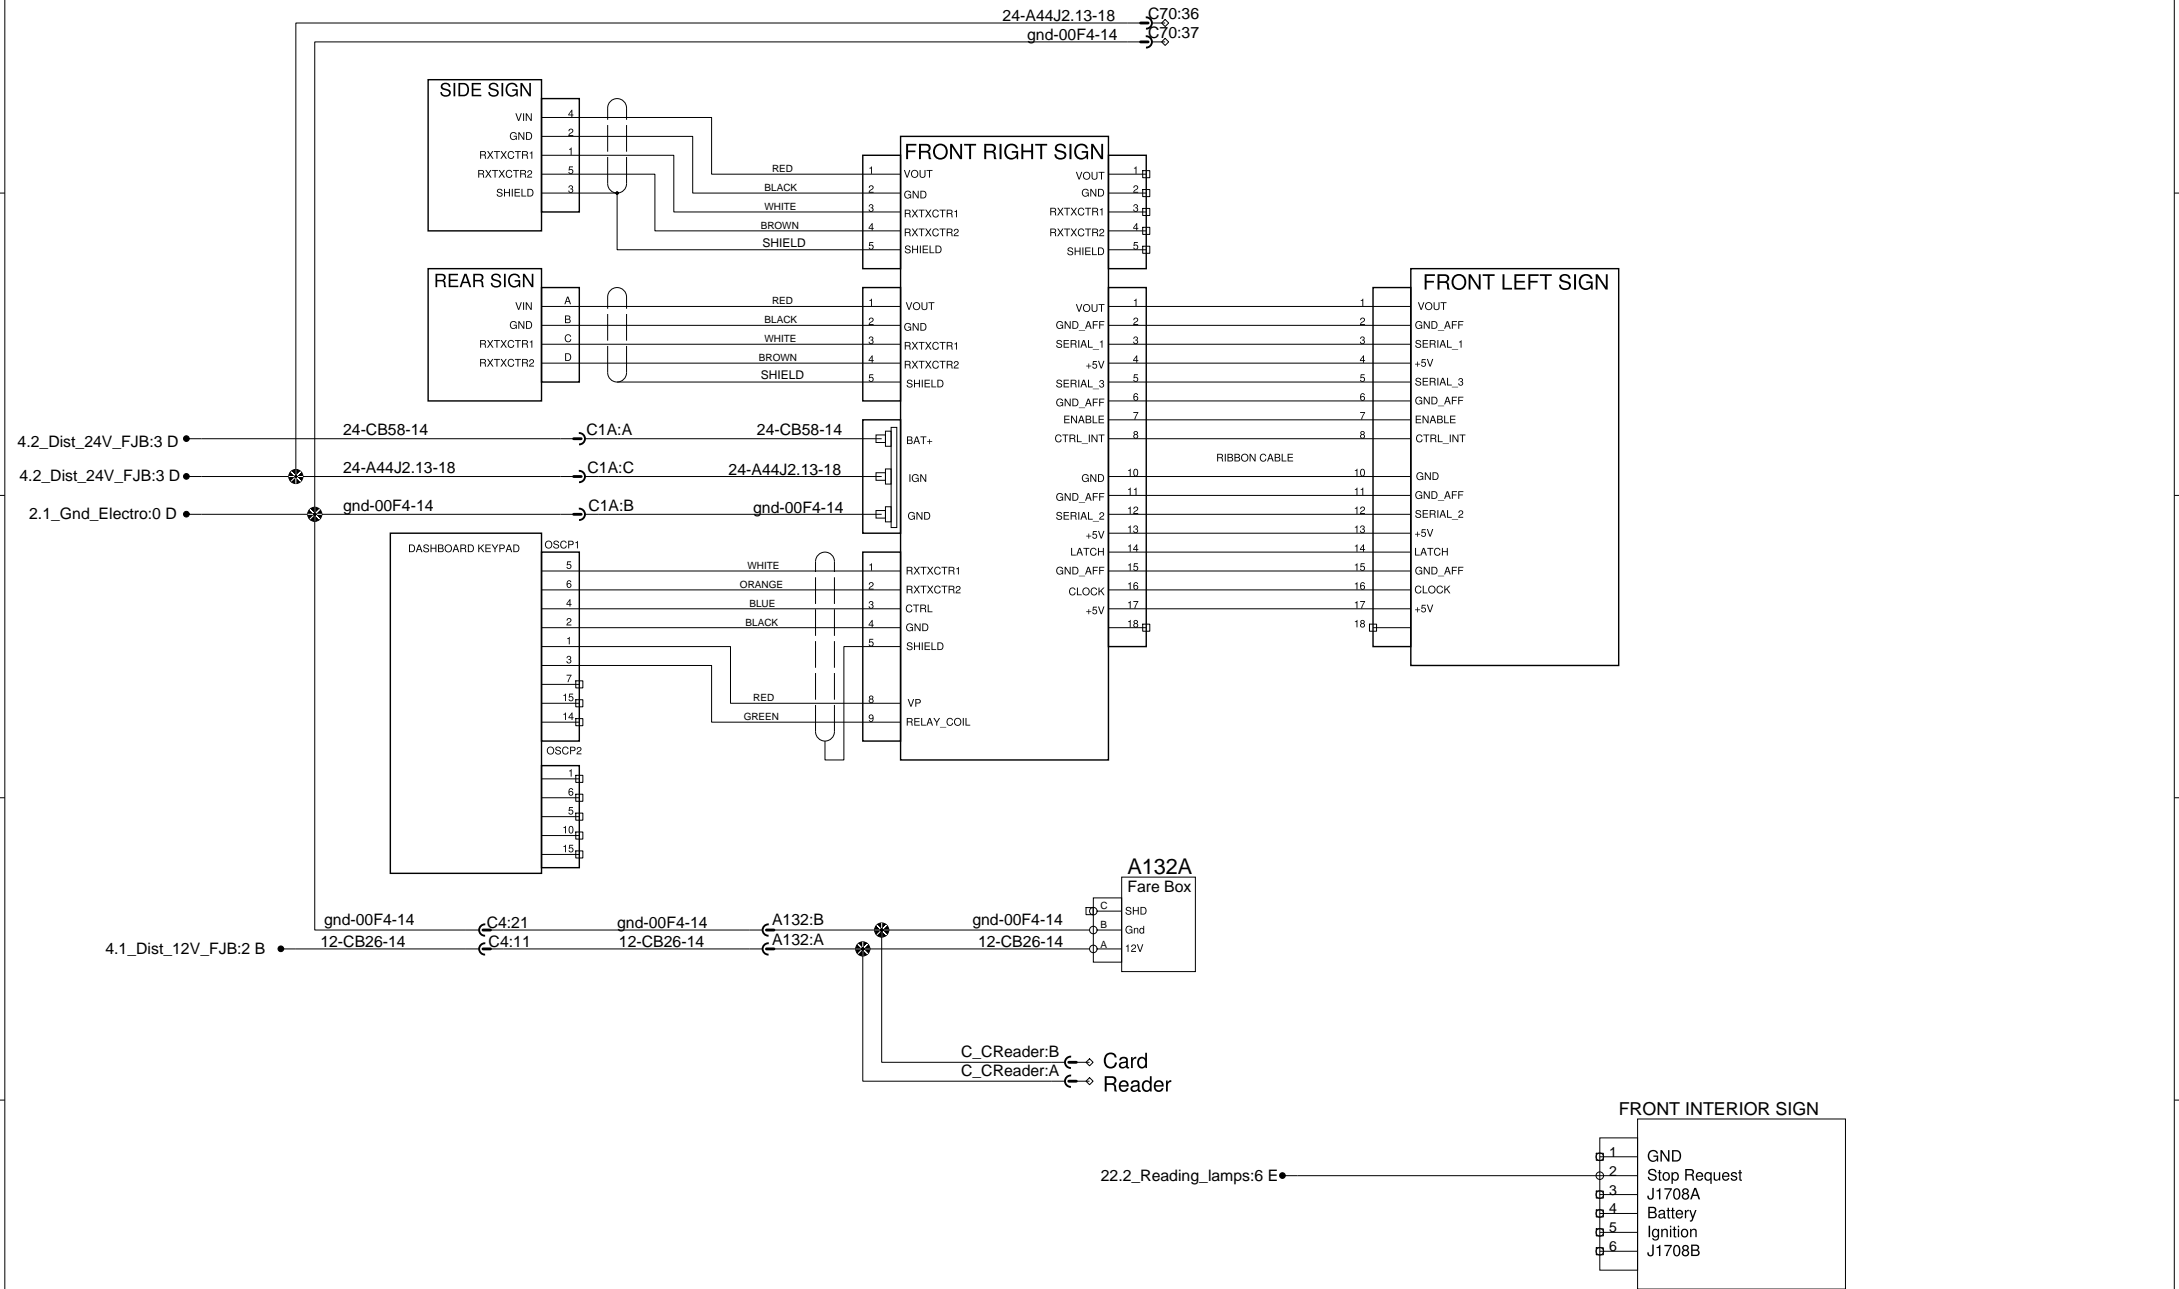 24-A44J2.13-18 C70:36
gnd-00F4-14 C70:37
SIDE SIGN
VIN 4
GND 2
RXTXCTR1 1
RXTXCTR2 5
SHIELD 3
RED
BLACK
WHITE
BROWN
SHIELD
FRONT RIGHT SIGN
1 VOUT
2 GND
3 RXTXCTR1
4 RXTXCTR2
5 SHIELD
VOUT 1
GND 2
RXTXCTR1 3
RXTXCTR2 4
SHIELD 5
REAR SIGN
VIN A
GND B
RXTXCTR1 C
RXTXCTR2 D
RED
BLACK
WHITE
BROWN
SHIELD
1 VOUT
2 GND
3 RXTXCTR1
4 RXTXCTR2
5 SHIELD
FRONT LEFT SIGN
VOUT 1 1 VOUT
GND_AFF 2 2 GND_AFF
SERIAL_1 3 3 SERIAL_1
+5V 4 4 +5V
SERIAL_3 5 5 SERIAL_3
GND_AFF 6 6 GND_AFF
ENABLE 7 7 ENABLE
CTRL_INT 8 8 CTRL_INT
RIBBON CABLE
GND 10 10 GND
GND_AFF 11 11 GND_AFF
SERIAL_2 12 12 SERIAL_2
+5V 13 13 +5V
LATCH 14 14 LATCH
GND_AFF 15 15 GND_AFF
CLOCK 16 16 CLOCK
+5V 17 17 +5V
18 18
4.2_Dist_24V_FJB:3 D 24-CB58-14 C1A:A 24-CB58-14 BAT+
4.2_Dist_24V_FJB:3 D 24-A44J2.13-18 C1A:C 24-A44J2.13-18 IGN
2.1_Gnd_Electro:0 D gnd-00F4-14 C1A:B gnd-00F4-14 GND
DASHBOARD KEYPAD OSCP1
5 WHITE 1 RXTXCTR1
6 ORANGE 2 RXTXCTR2
4 BLUE 3 CTRL
2 BLACK 4 GND
1 5 SHIELD
3
7
15 RED 8 VP
14 GREEN 9 RELAY_COIL
OSCP2
1
6
5
10
15
A132A
Fare Box
C SHD
gnd-00F4-14 C4:21 gnd-00F4-14 A132:B gnd-00F4-14 B Gnd
4.1_Dist_12V_FJB:2 B 12-CB26-14 C4:11 12-CB26-14 A132:A 12-CB26-14 A 12V
C_CReader:B Card
C_CReader:A Reader
FRONT INTERIOR SIGN
1 GND
22.2_Reading_lamps:6 E 2 Stop Request
3 J1708A
4 Battery
5 Ignition
6 J1708B